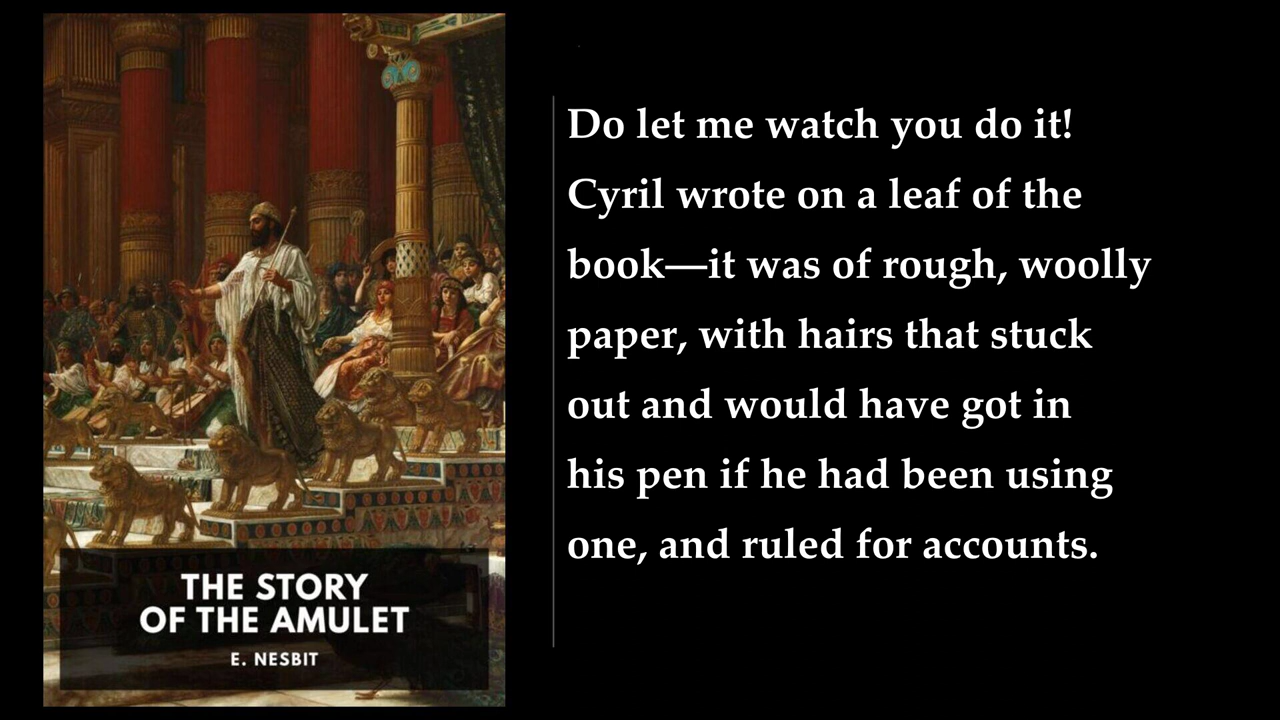 THE STORY
OF THE AMULET
E. NESBIT
Do let me watch you do it!
Cyril wrote on a leaf of the
book—it was of rough, woolly
paper, with hairs that stuck
out and would have got in
his pen if he had been using
one, and ruled for accounts.